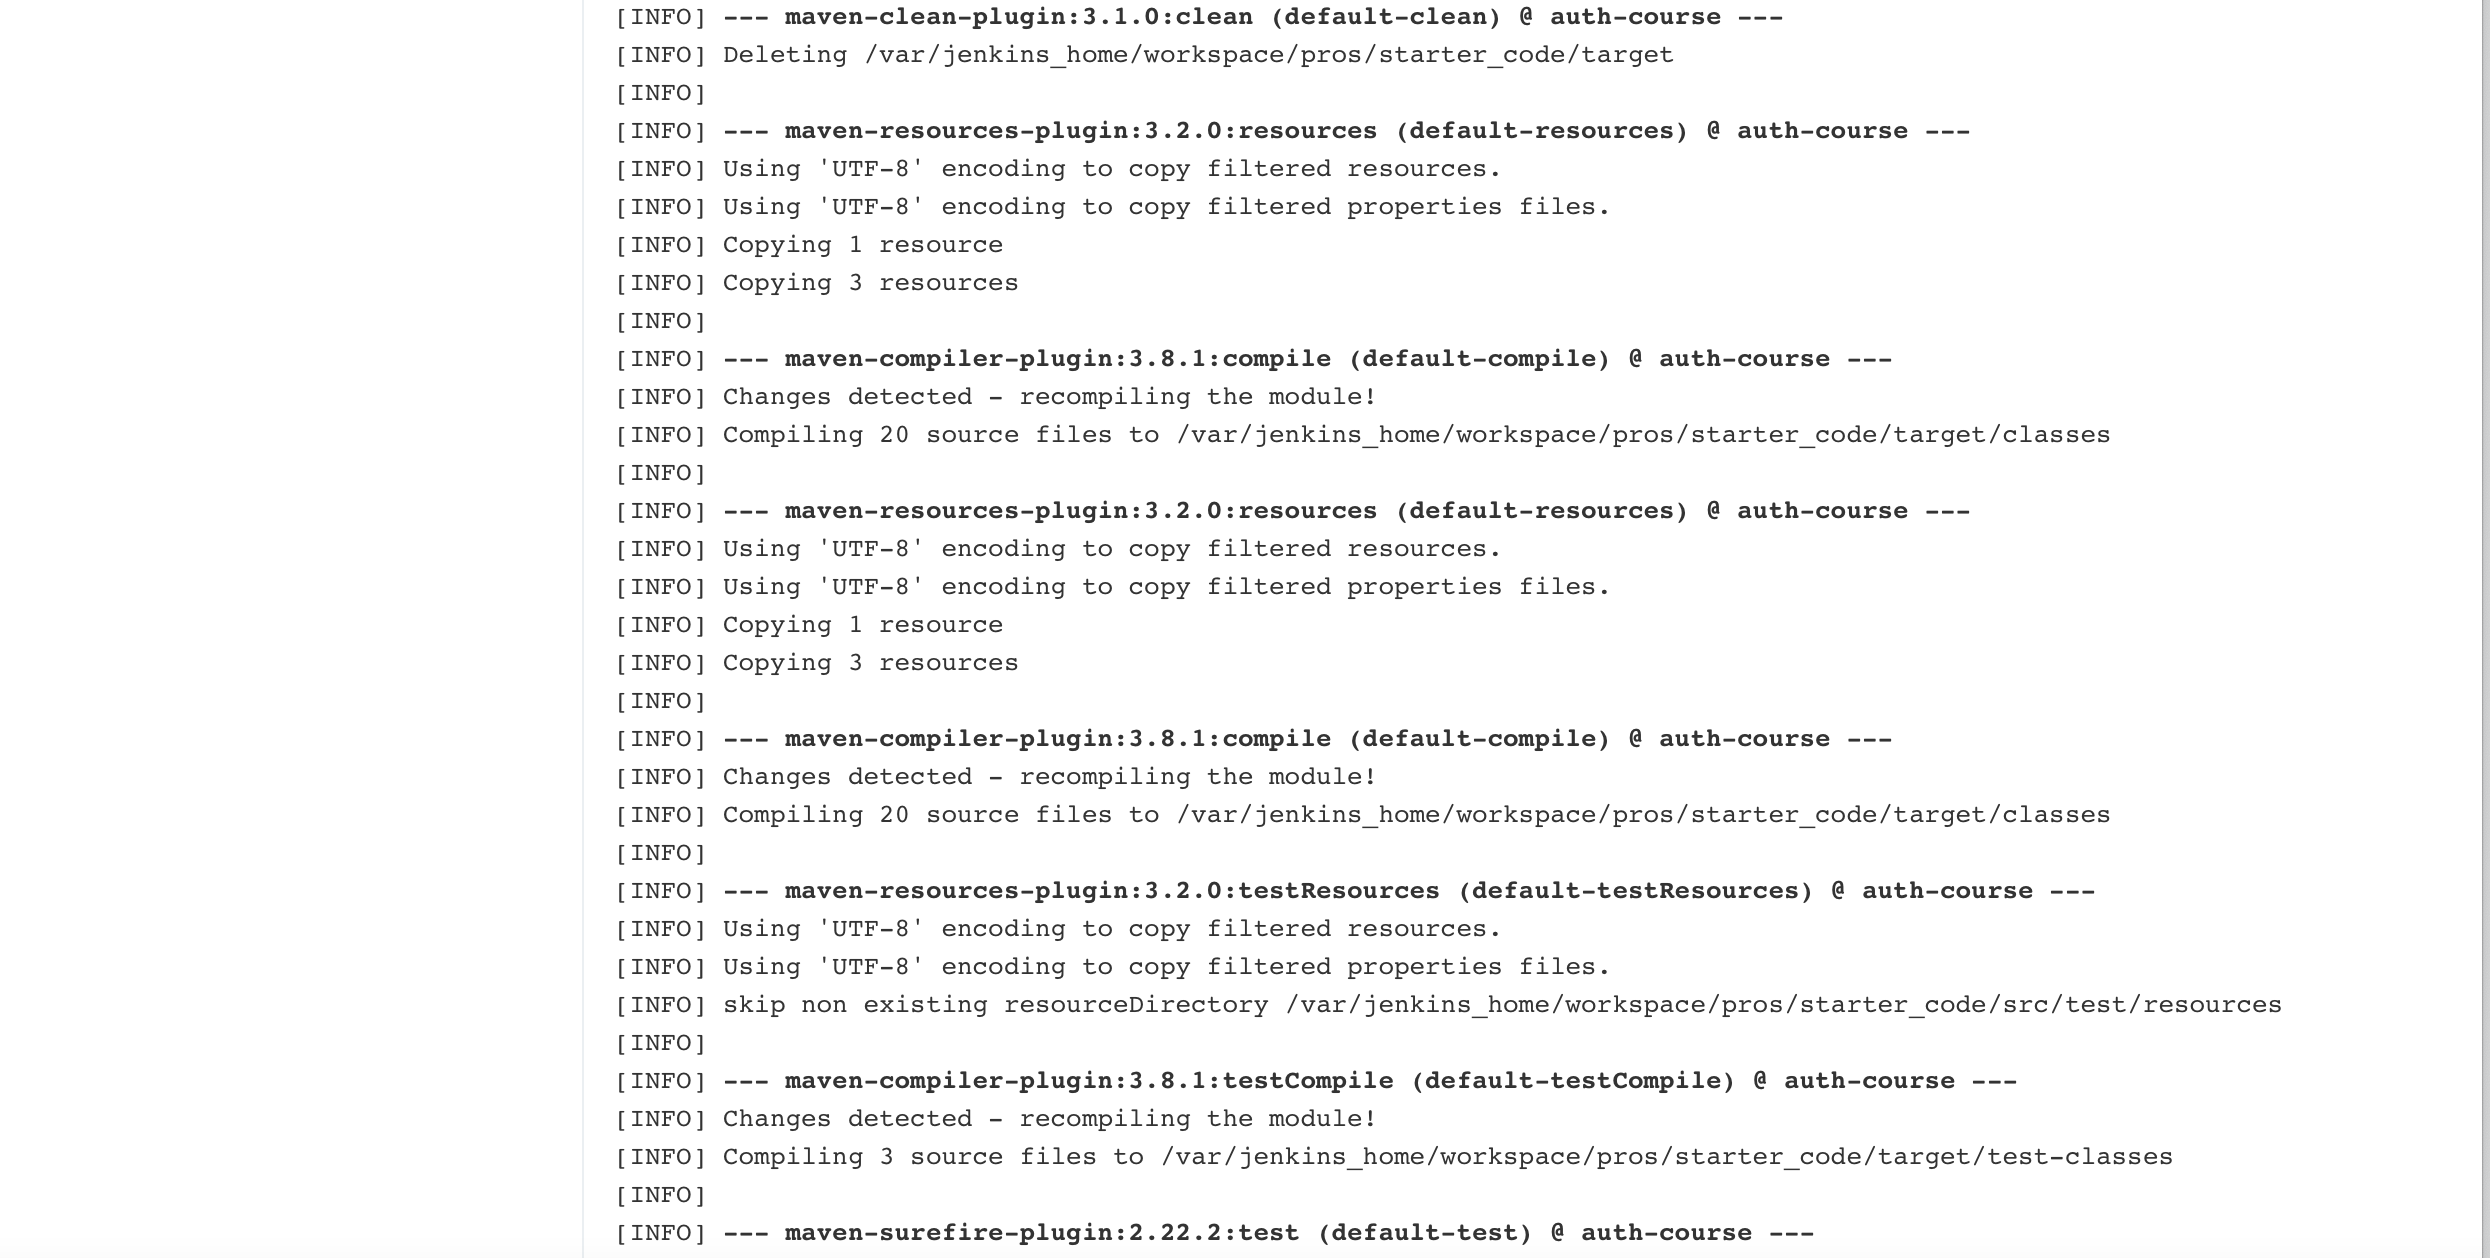 [INFO] --- maven-clean-plugin:3.1.0:clean (default-clean) @ auth-course ---
[INFO] Deleting /var/jenkins_home/workspace/pros/starter_code/target
[INFO]
[INFO] --- maven-resources-plugin:3.2.0:resources (default-resources) @ auth-course ---
[INFO] Using 'UTF-8' encoding to copy filtered resources.
[INFO] Using 'UTF-8' encoding to copy filtered properties files.
[INFO] Copying 1 resource
[INFO] Copying 3 resources
[INFO]
[INFO] --- maven-compiler-plugin:3.8.1:compile (default-compile) @ auth-course ---
[INFO] Changes detected - recompiling the module!
[INFO] Compiling 20 source files to /var/jenkins_home/workspace/pros/starter_code/target/classes
[INFO]
[INFO] --- maven-resources-plugin:3.2.0:resources (default-resources) @ auth-course ---
[INFO] Using 'UTF-8' encoding to copy filtered resources.
[INFO] Using 'UTF-8' encoding to copy filtered properties files.
[INFO] Copying 1 resource
[INFO] Copying 3 resources
[INFO]
[INFO] --- maven-compiler-plugin:3.8.1:compile (default-compile) @ auth-course ---
[INFO] Changes detected - recompiling the module!
[INFO] Compiling 20 source files to /var/jenkins_home/workspace/pros/starter_code/target/classes
[INFO]
[INFO] --- maven-resources-plugin:3.2.0:testResources (default-testResources) @ auth-course ---
[INFO] Using 'UTF-8' encoding to copy filtered resources.
[INFO] Using 'UTF-8' encoding to copy filtered properties files.
[INFO] skip non existing resourceDirectory /var/jenkins_home/workspace/pros/starter_code/src/test/resources
[INFO]
[INFO] --- maven-compiler-plugin:3.8.1:testCompile (default-testCompile) @ auth-course ---
[INFO] Changes detected - recompiling the module!
[INFO] Compiling 3 source files to /var/jenkins_home/workspace/pros/starter_code/target/test-classes
[INFO]
[INFO] --- maven-surefire-plugin:2.22.2:test (default-test) @ auth-course ---